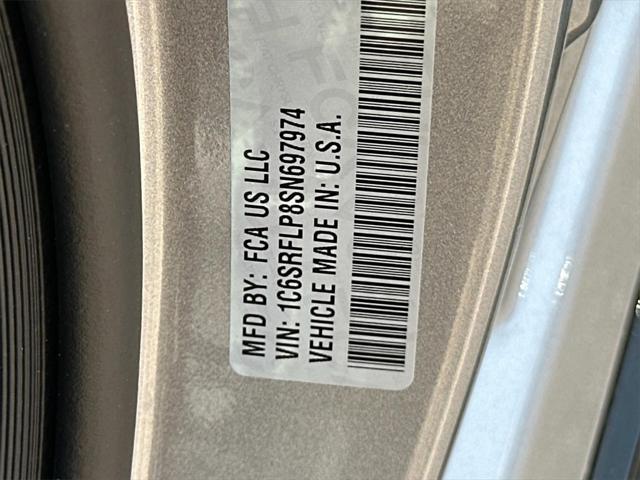 MFD BY: FCA US LLC
VIN: 1C6SRFLP8SN697974
VEHICLE MADE IN: U.S.A.